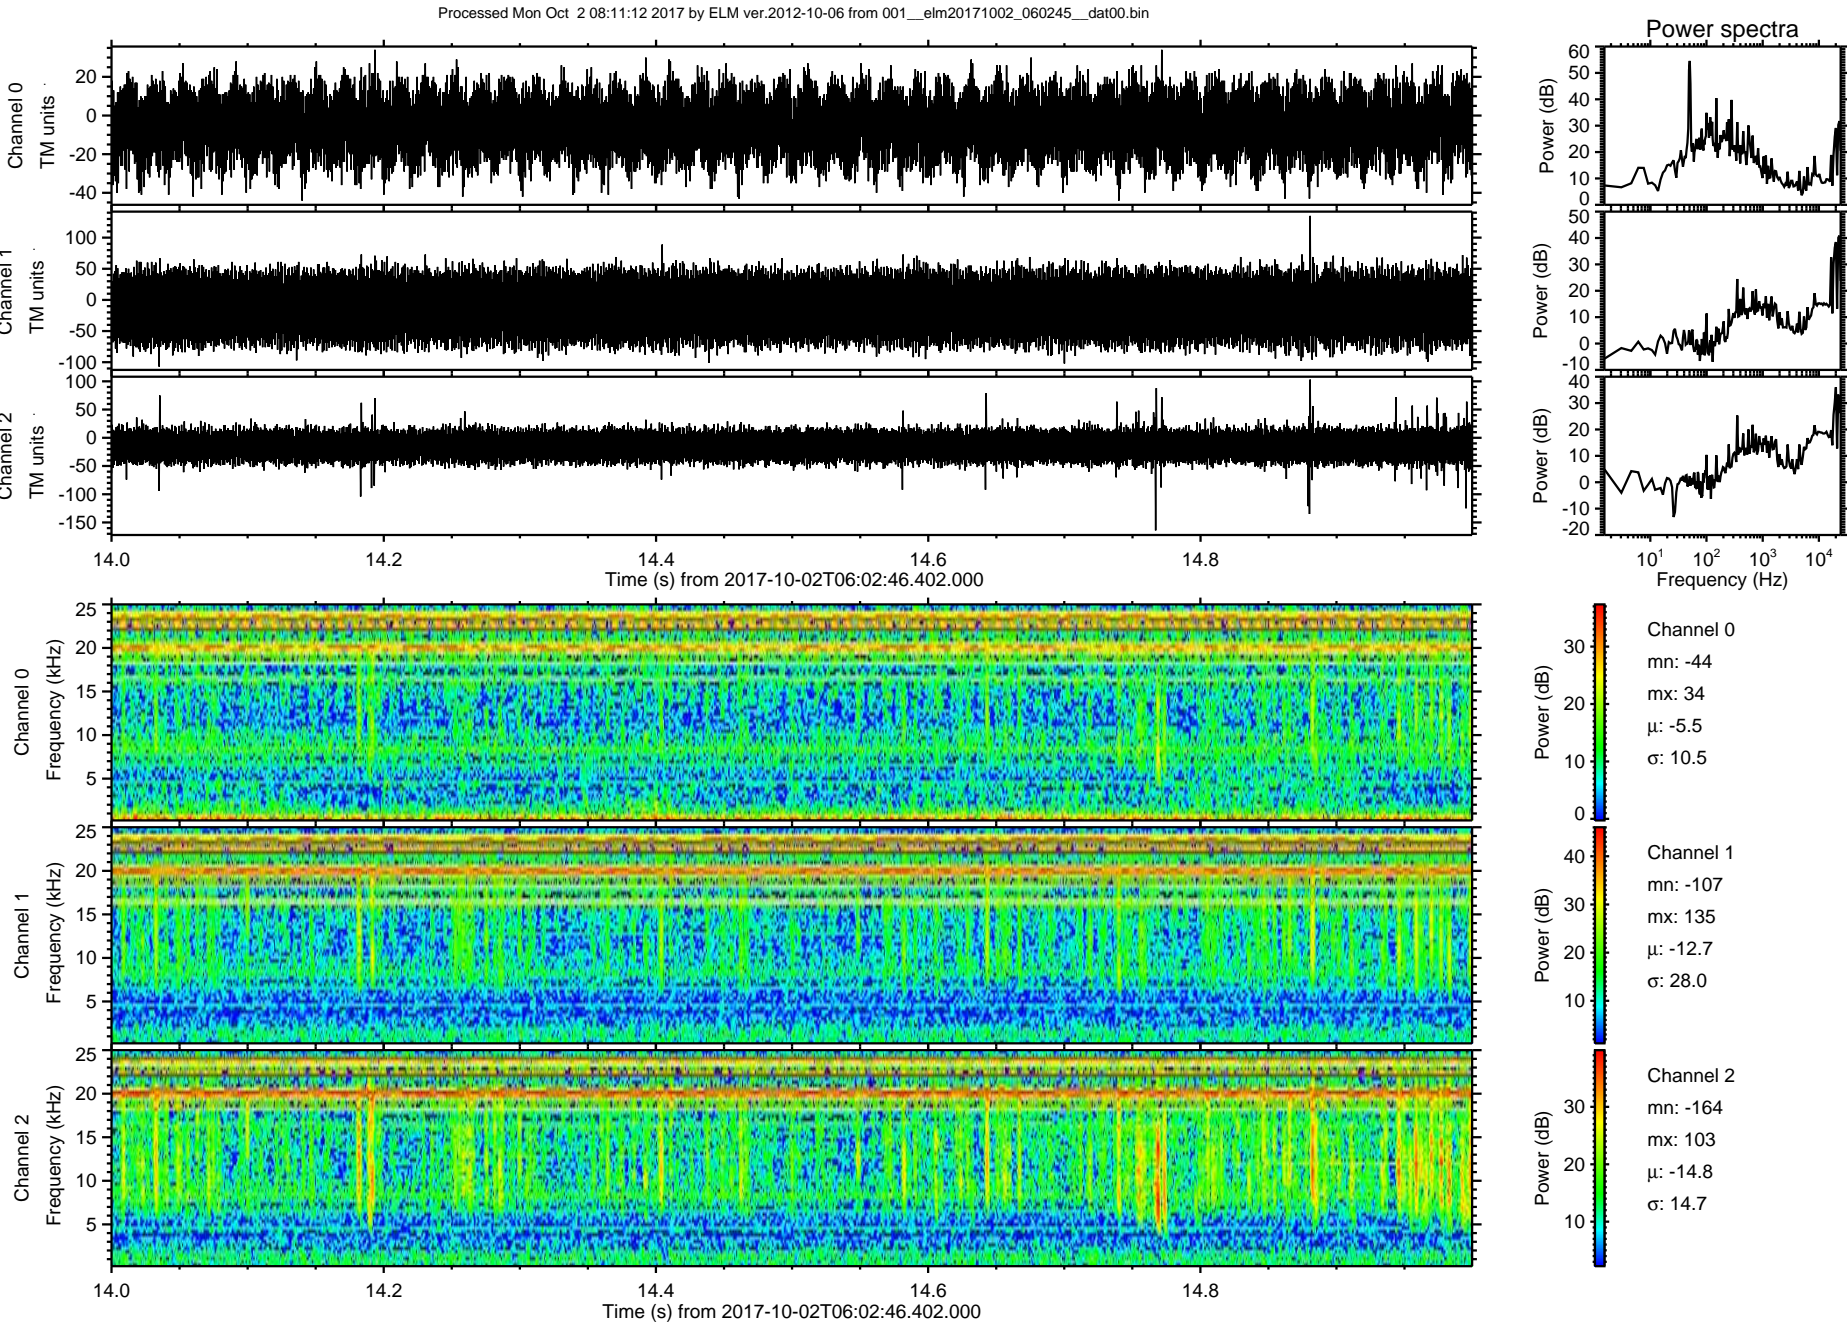 Processed Mon Oct  2 08:11:12 2017 by ELM ver.2012-10-06 from 001__elm20171002_060245__dat00.bin
Power spectra
Channel 0
TM units
20
0
-20
-40
Power (dB)
60
50
40
30
20
10
0
Channel 1
TM units
100
50
0
-50
-100
Power (dB)
50
40
30
20
10
0
-10
Channel 2
TM units
100
50
0
-50
-100
-150
Power (dB)
40
30
20
10
0
-10
-20
14.0 14.2 14.4 14.6 14.8
Time (s) from 2017-10-02T06:02:46.402.000
10^1 10^2 10^3 10^4
Frequency (Hz)
Channel 0
Frequency (kHz)
25
20
15
10
5
Power (dB)
30
20
10
0
Channel 0
mn: -44
mx: 34
μ: -5.5
σ: 10.5
Channel 1
Frequency (kHz)
25
20
15
10
5
Power (dB)
40
30
20
10
Channel 1
mn: -107
mx: 135
μ: -12.7
σ: 28.0
Channel 2
Frequency (kHz)
25
20
15
10
5
Power (dB)
30
20
10
Channel 2
mn: -164
mx: 103
μ: -14.8
σ: 14.7
14.0 14.2 14.4 14.6 14.8
Time (s) from 2017-10-02T06:02:46.402.000